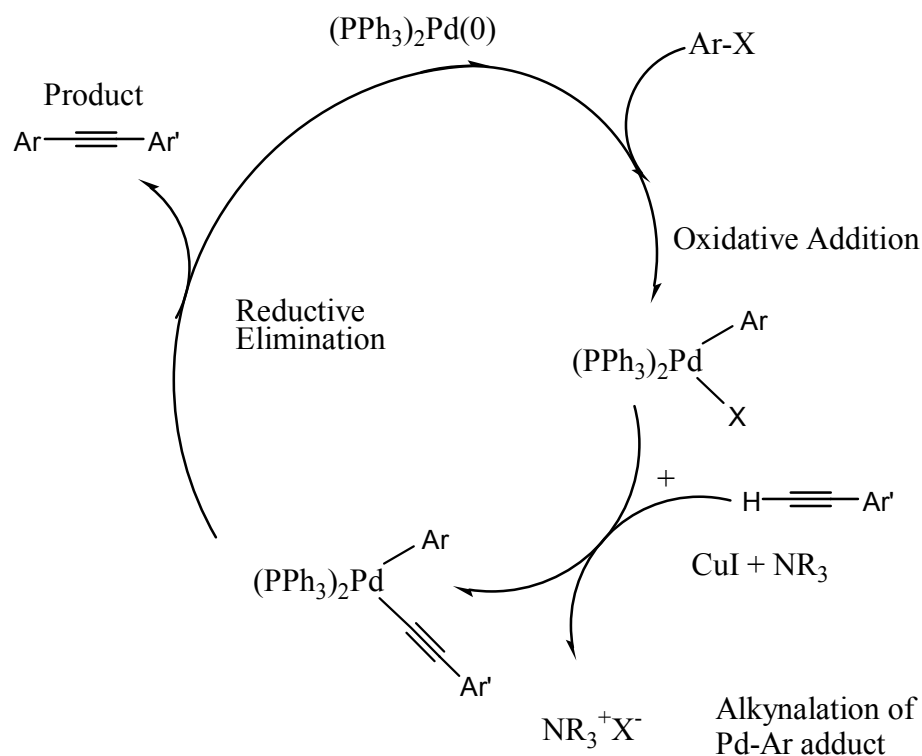 (PPh₃)₂Pd(0)
Ar-X
Product
Ar Ar'
Oxidative Addition
Reductive
Elimination
Ar
(PPh₃)₂Pd
X
+
H Ar'
CuI + NR₃
Ar
(PPh₃)₂Pd
Ar'
NR₃⁺X⁻
Alkynalation of
Pd-Ar adduct